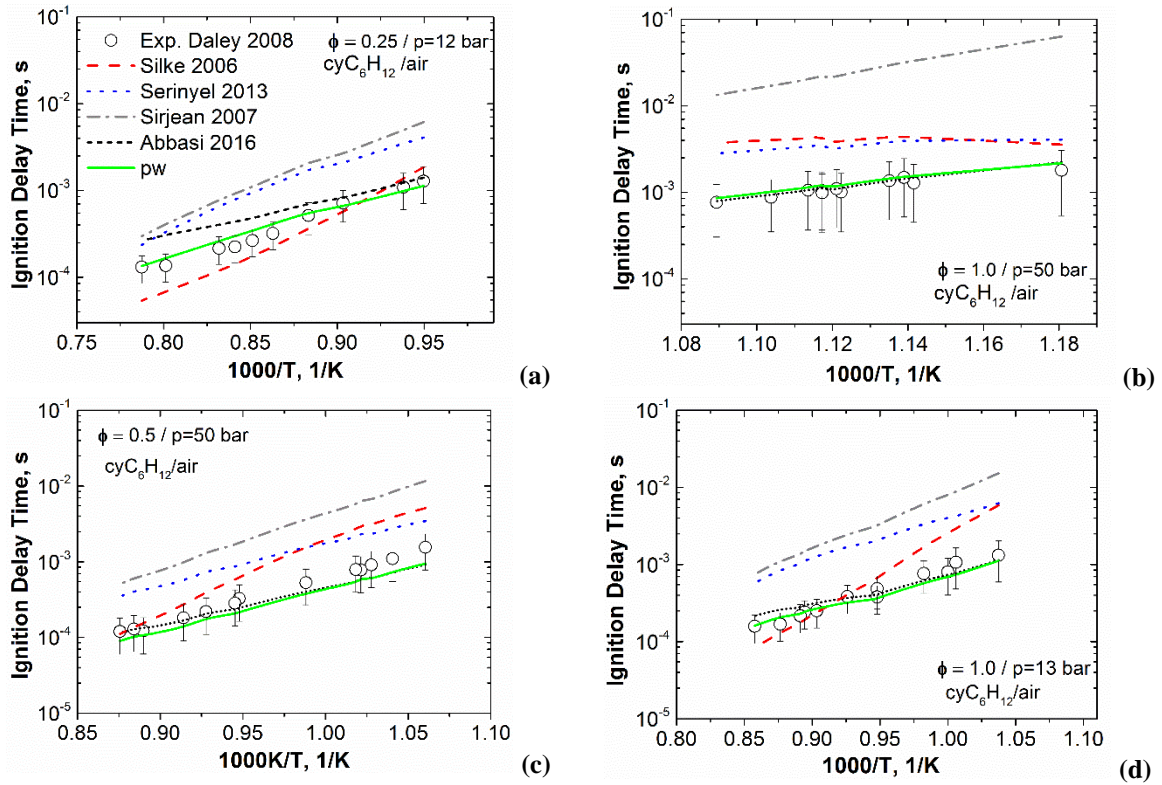 Ignition Delay Time, s
10⁻¹
10⁻²
10⁻³
10⁻⁴
Exp. Daley 2008
Silke 2006
Serinyel 2013
Sirjean 2007
Abbasi 2016
pw
ϕ = 0.25 / p=12 bar
cyC₆H₁₂ /air
0.75 0.80 0.85 0.90 0.95
1000/T, 1/K
(a)
Ignition Delay Time, s
10⁻¹
10⁻²
10⁻³
10⁻⁴
ϕ = 1.0 / p=50 bar
cyC₆H₁₂ /air
1.08 1.10 1.12 1.14 1.16 1.18
1000/T, 1/K
(b)
Ignition Delay Time, s
10⁻¹
10⁻²
10⁻³
10⁻⁴
10⁻⁵
ϕ = 0.5 / p=50 bar
cyC₆H₁₂/air
0.85 0.90 0.95 1.00 1.05 1.10
1000K/T, 1/K
(c)
Ignition Delay Time, s
10⁻¹
10⁻²
10⁻³
10⁻⁴
10⁻⁵
ϕ = 1.0 / p=13 bar
cyC₆H₁₂/air
0.80 0.85 0.90 0.95 1.00 1.05 1.10
1000/T, 1/K
(d)